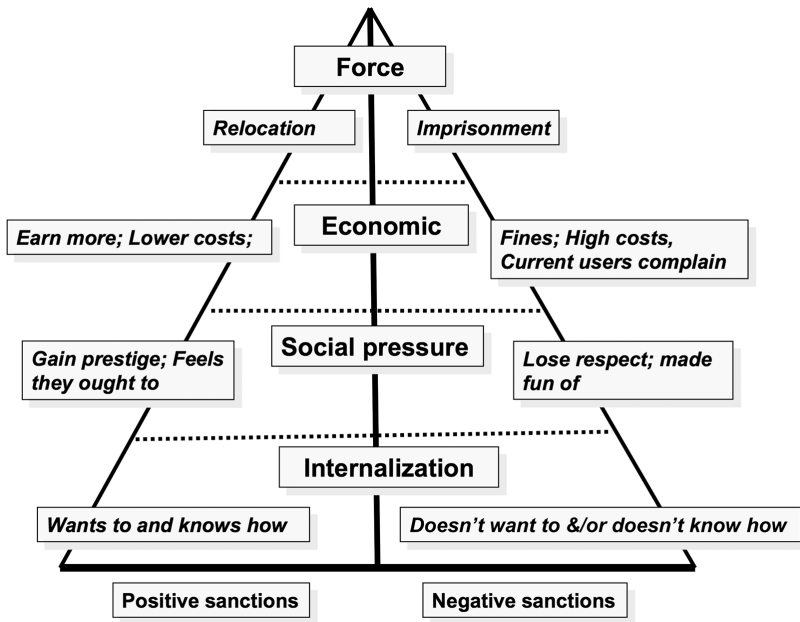 Force
Relocation
Imprisonment
Economic
Earn more; Lower costs;
Fines; High costs,
Current users complain
Social pressure
Gain prestige; Feels
they ought to
Lose respect; made
fun of
Internalization
Wants to and knows how
Doesn't want to &/or doesn't know how
Positive sanctions
Negative sanctions